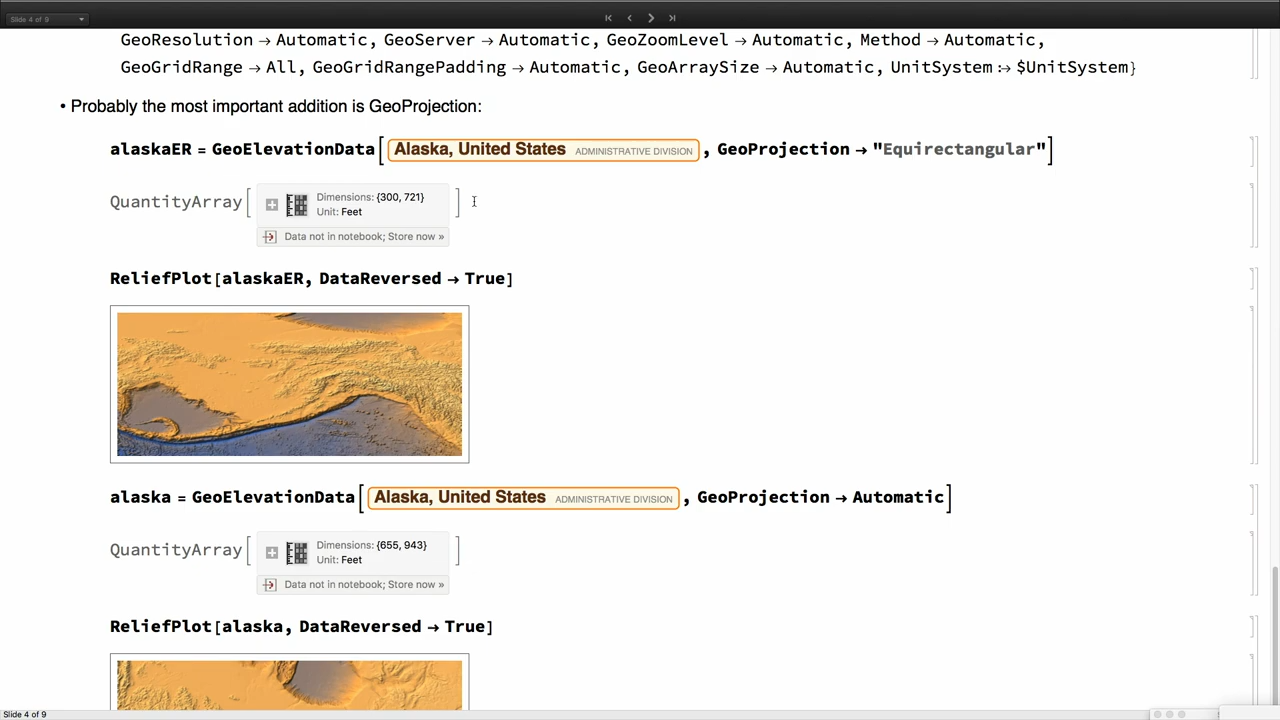 Slide 4 of 9
GeoResolution → Automatic, GeoServer → Automatic, GeoZoomLevel → Automatic, Method → Automatic,
GeoGridRange → All, GeoGridRangePadding → Automatic, GeoArraySize → Automatic, UnitSystem :→ $UnitSystem}
• Probably the most important addition is GeoProjection:
alaskaER = GeoElevationData[Alaska, United States ADMINISTRATIVE DIVISION, GeoProjection → "Equirectangular"]
QuantityArray[
Dimensions: {300, 721}
Unit: Feet
]
Data not in notebook; Store now »
ReliefPlot[alaskaER, DataReversed → True]
alaska = GeoElevationData[Alaska, United States ADMINISTRATIVE DIVISION, GeoProjection → Automatic]
QuantityArray[
Dimensions: {655, 943}
Unit: Feet
]
Data not in notebook; Store now »
ReliefPlot[alaska, DataReversed → True]
Slide 4 of 9